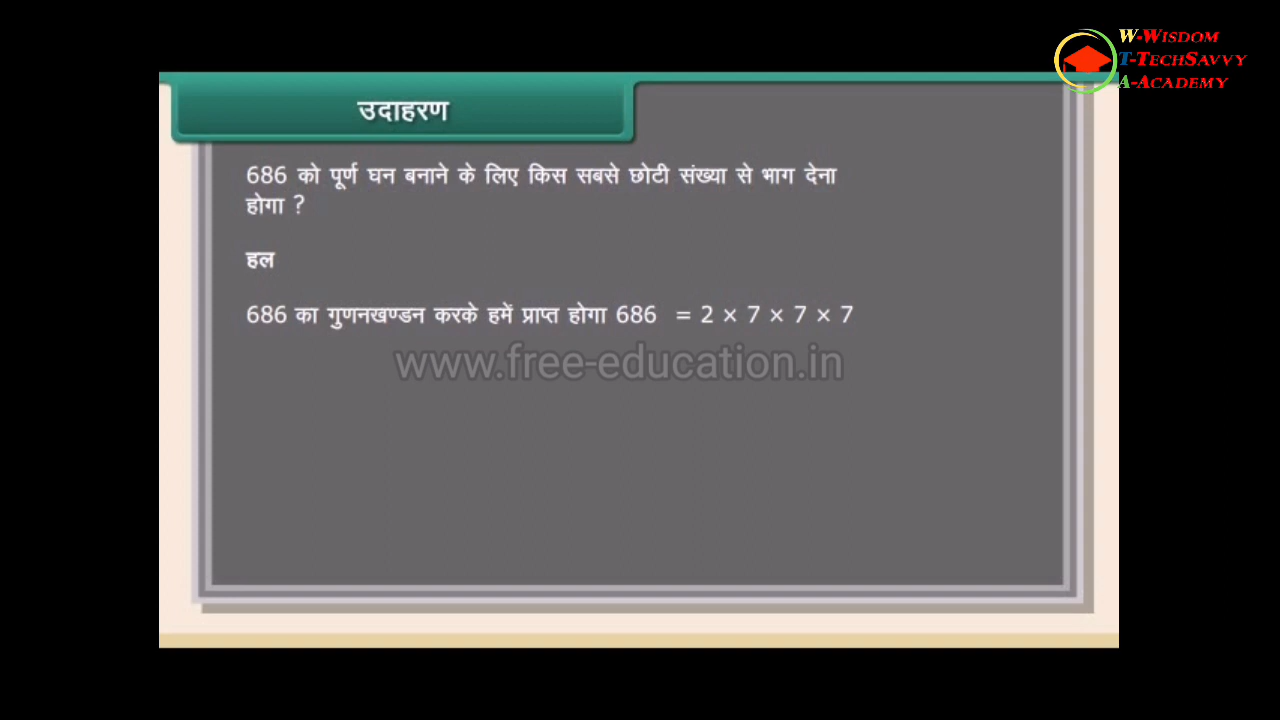 W-Wisdom
T-TechSavvy
A-Academy
उदाहरण
686 को पूर्ण घन बनाने के लिए किस सबसे छोटी संख्या से भाग देना
होगा ?
हल
686 का गुणनखण्डन करके हमें प्राप्त होगा 686 = 2 × 7 × 7 × 7
www.free-education.in